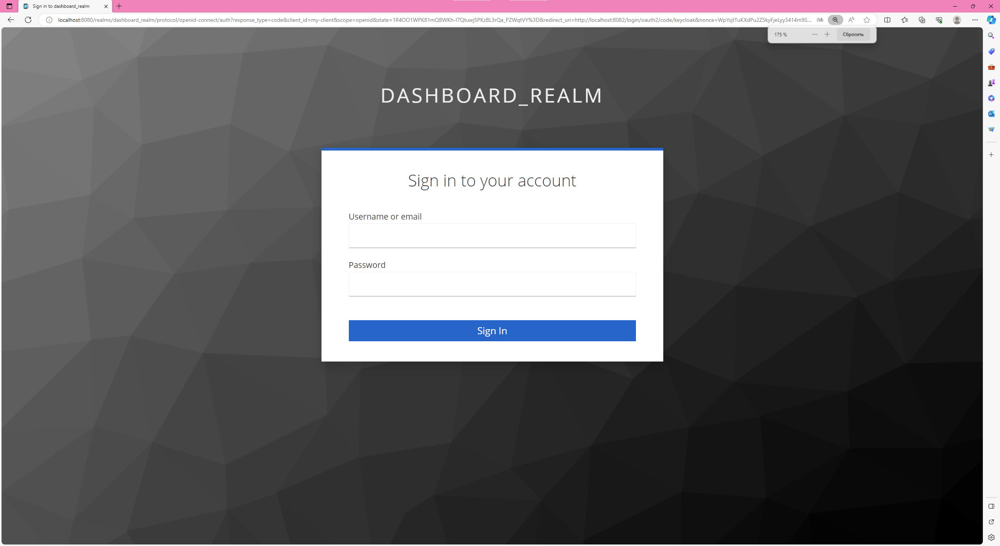 Sign in to dashboard_realm
localhost:8080/realms/dashboard_realm/protocol/openid-connect/auth?response_type=code&client_id=my-client&scope=openid&state=1R4OO1WPK81mQBWKh-I7Qtuwj5PKzBL3rQa_PZWqtVY%3D&redirect_uri=http://localhost:8082/login/oauth2/code/keycloak&nonce=WpYsjtTuKXdPu2ZSkyFjeLyy3414m9S...
175 %
Сбросить
DASHBOARD_REALM
Sign in to your account
Username or email
Password
Sign In